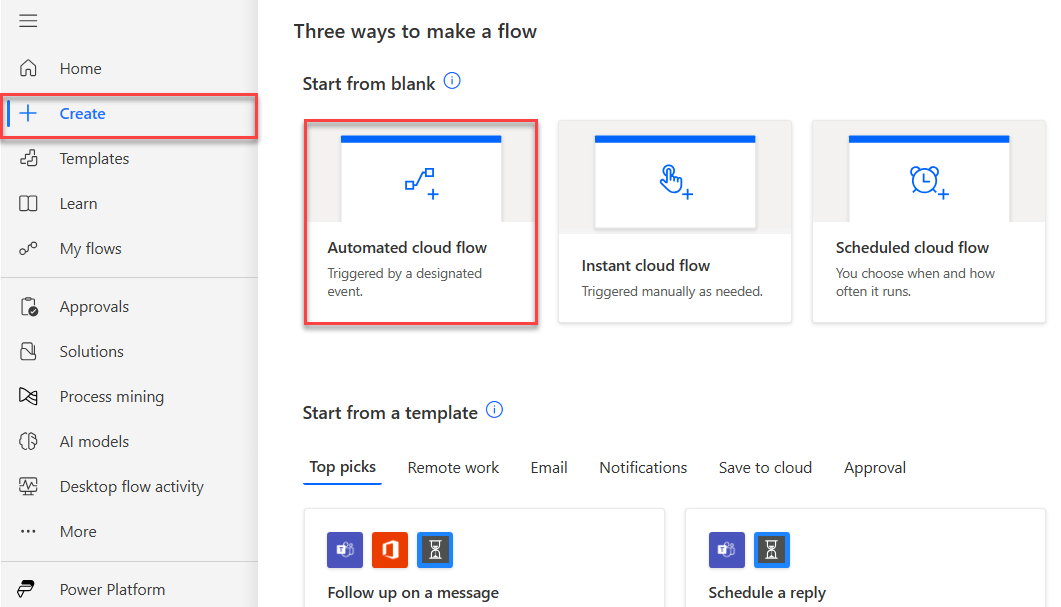 Home
Create
Templates
Learn
My flows
Approvals
Solutions
Process mining
AI models
Desktop flow activity
More
Power Platform
Three ways to make a flow
Start from blank
Automated cloud flow
Triggered by a designated
event.
Instant cloud flow
Triggered manually as needed.
Scheduled cloud flow
You choose when and how
often it runs.
Start from a template
Top picks
Remote work
Email
Notifications
Save to cloud
Approval
Follow up on a message
Schedule a reply